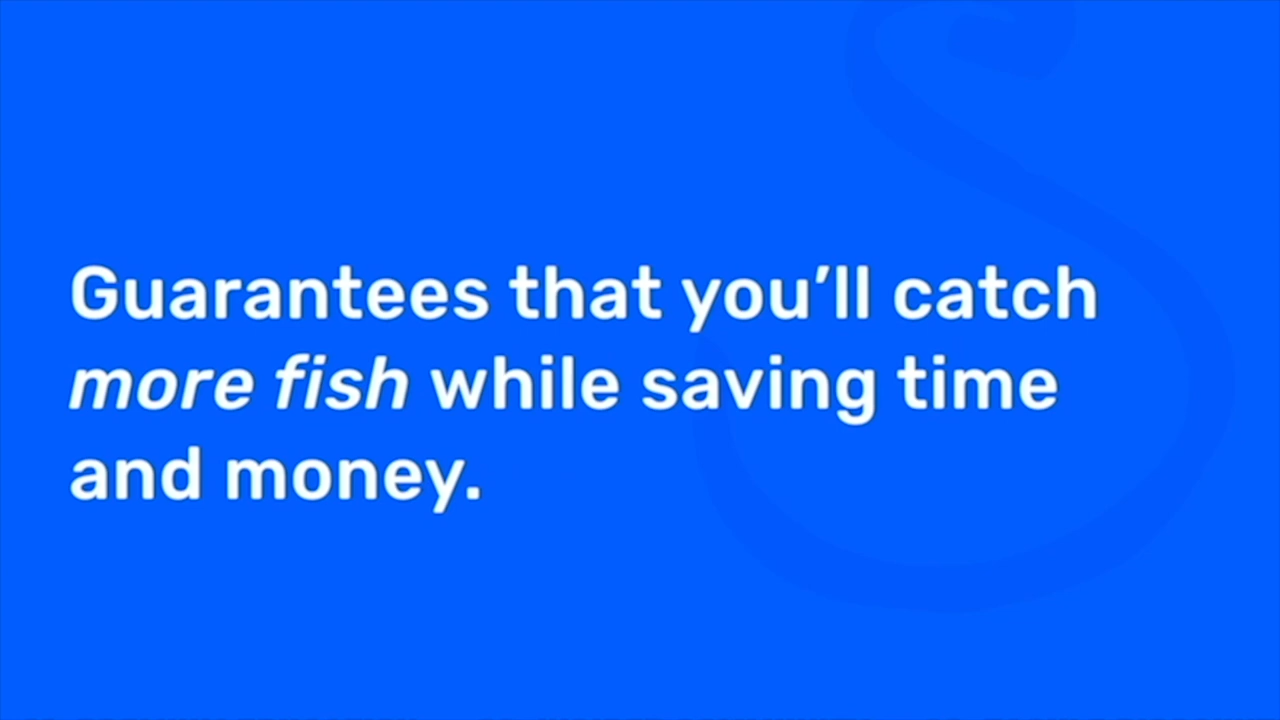 Guarantees that you’ll catch
more fish while saving time
and money.